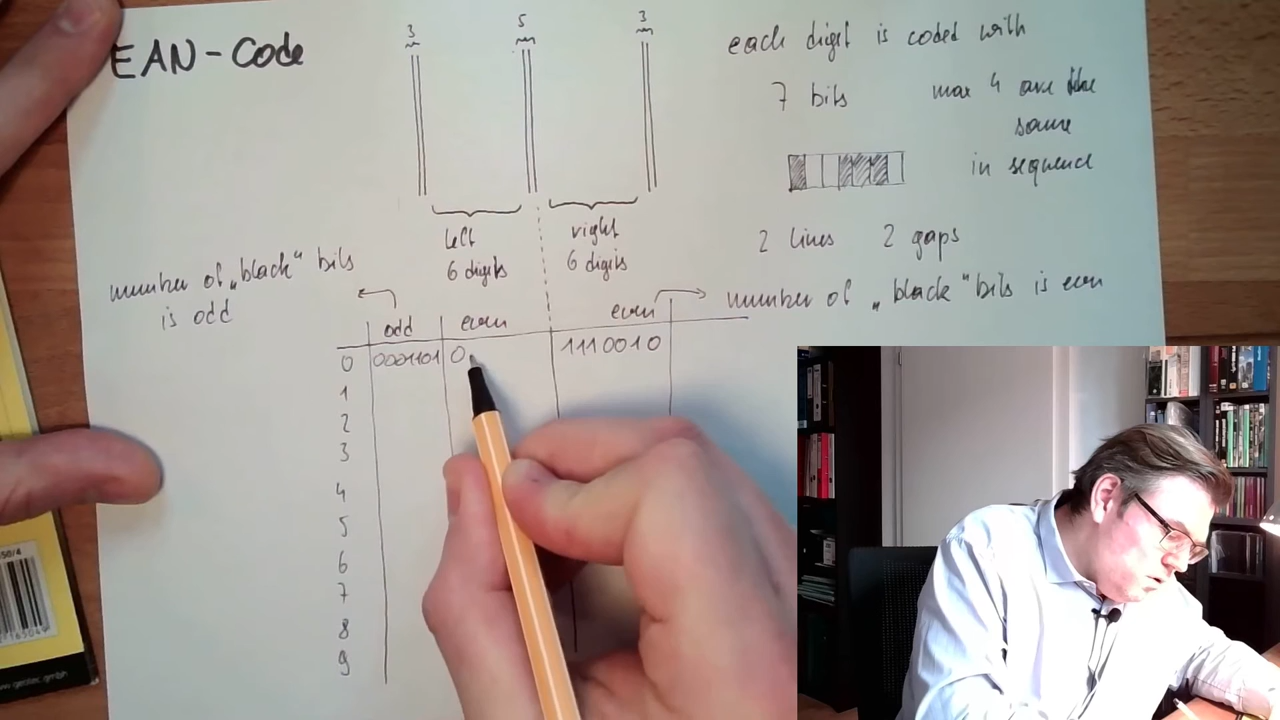 EAN-Code
3 5 3
each digit is coded with
7 bits max 4 are the
same
in sequence
2 lines 2 gaps
left right
6 digits 6 digits
number of „black" bits
is odd
number of „black" bits is even
odd even even
0 0001101 0 1110010
1
2
3
4
5
6
7
8
9
50/4